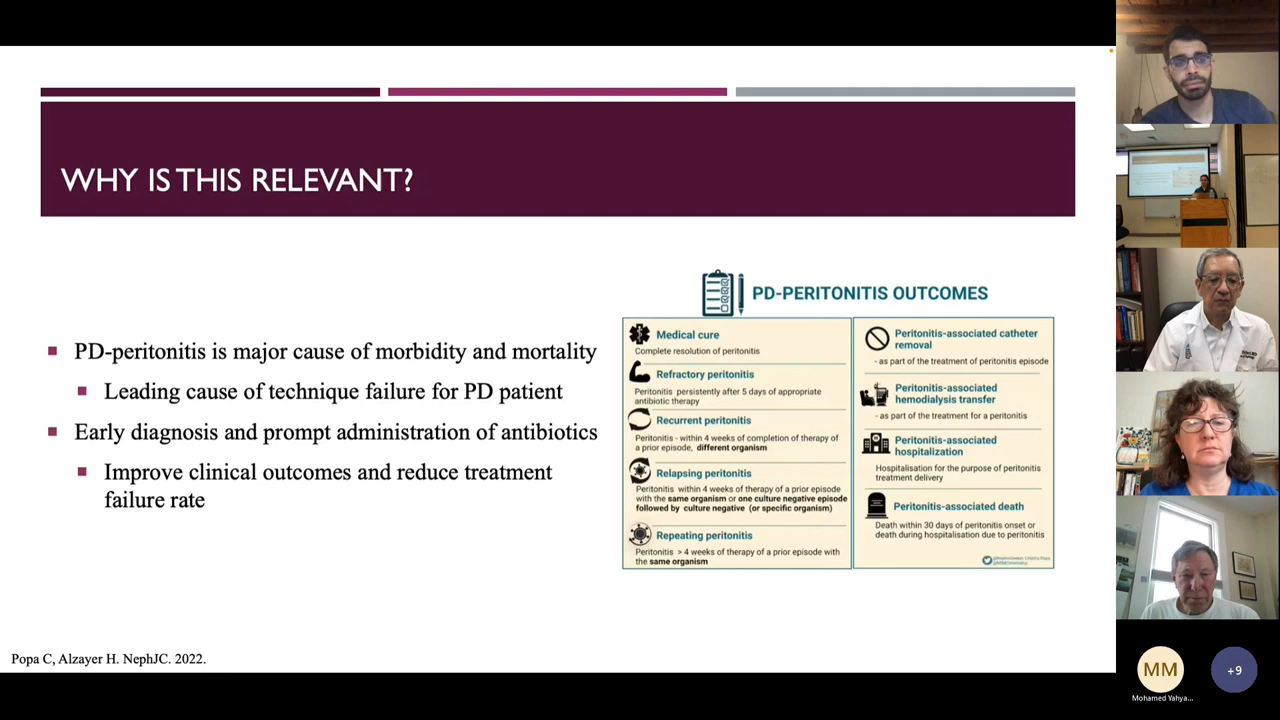 WHY IS THIS RELEVANT?
PD-peritonitis is major cause of morbidity and mortality
Leading cause of technique failure for PD patient
Early diagnosis and prompt administration of antibiotics
Improve clinical outcomes and reduce treatment
failure rate
PD-PERITONITIS OUTCOMES
Medical cure
Complete resolution of peritonitis
Refractory peritonitis
Peritonitis persistently after 5 days of appropriate
antibiotic therapy
Recurrent peritonitis
Peritonitis - within 4 weeks of completion of therapy of
a prior episode, different organism
Relapsing peritonitis
Peritonitis within 4 weeks of therapy of a prior episode
with the same organism or one culture negative episode
followed by culture negative (or specific organism)
Repeating peritonitis
Peritonitis > 4 weeks of therapy of a prior episode with
the same organism
Peritonitis-associated catheter
removal
- as part of the treatment of peritonitis episode
Peritonitis-associated
hemodialysis transfer
- as part of the treatment for a peritonitis
Peritonitis-associated
hospitalization
Hospitalisation for the purpose of peritonitis
treatment delivery
Peritonitis-associated death
Death within 30 days of peritonitis onset or
death during hospitalisation due to peritonitis
Popa C, Alzayer H. NephJC. 2022.
MM
Mohamed Yahya...
+9